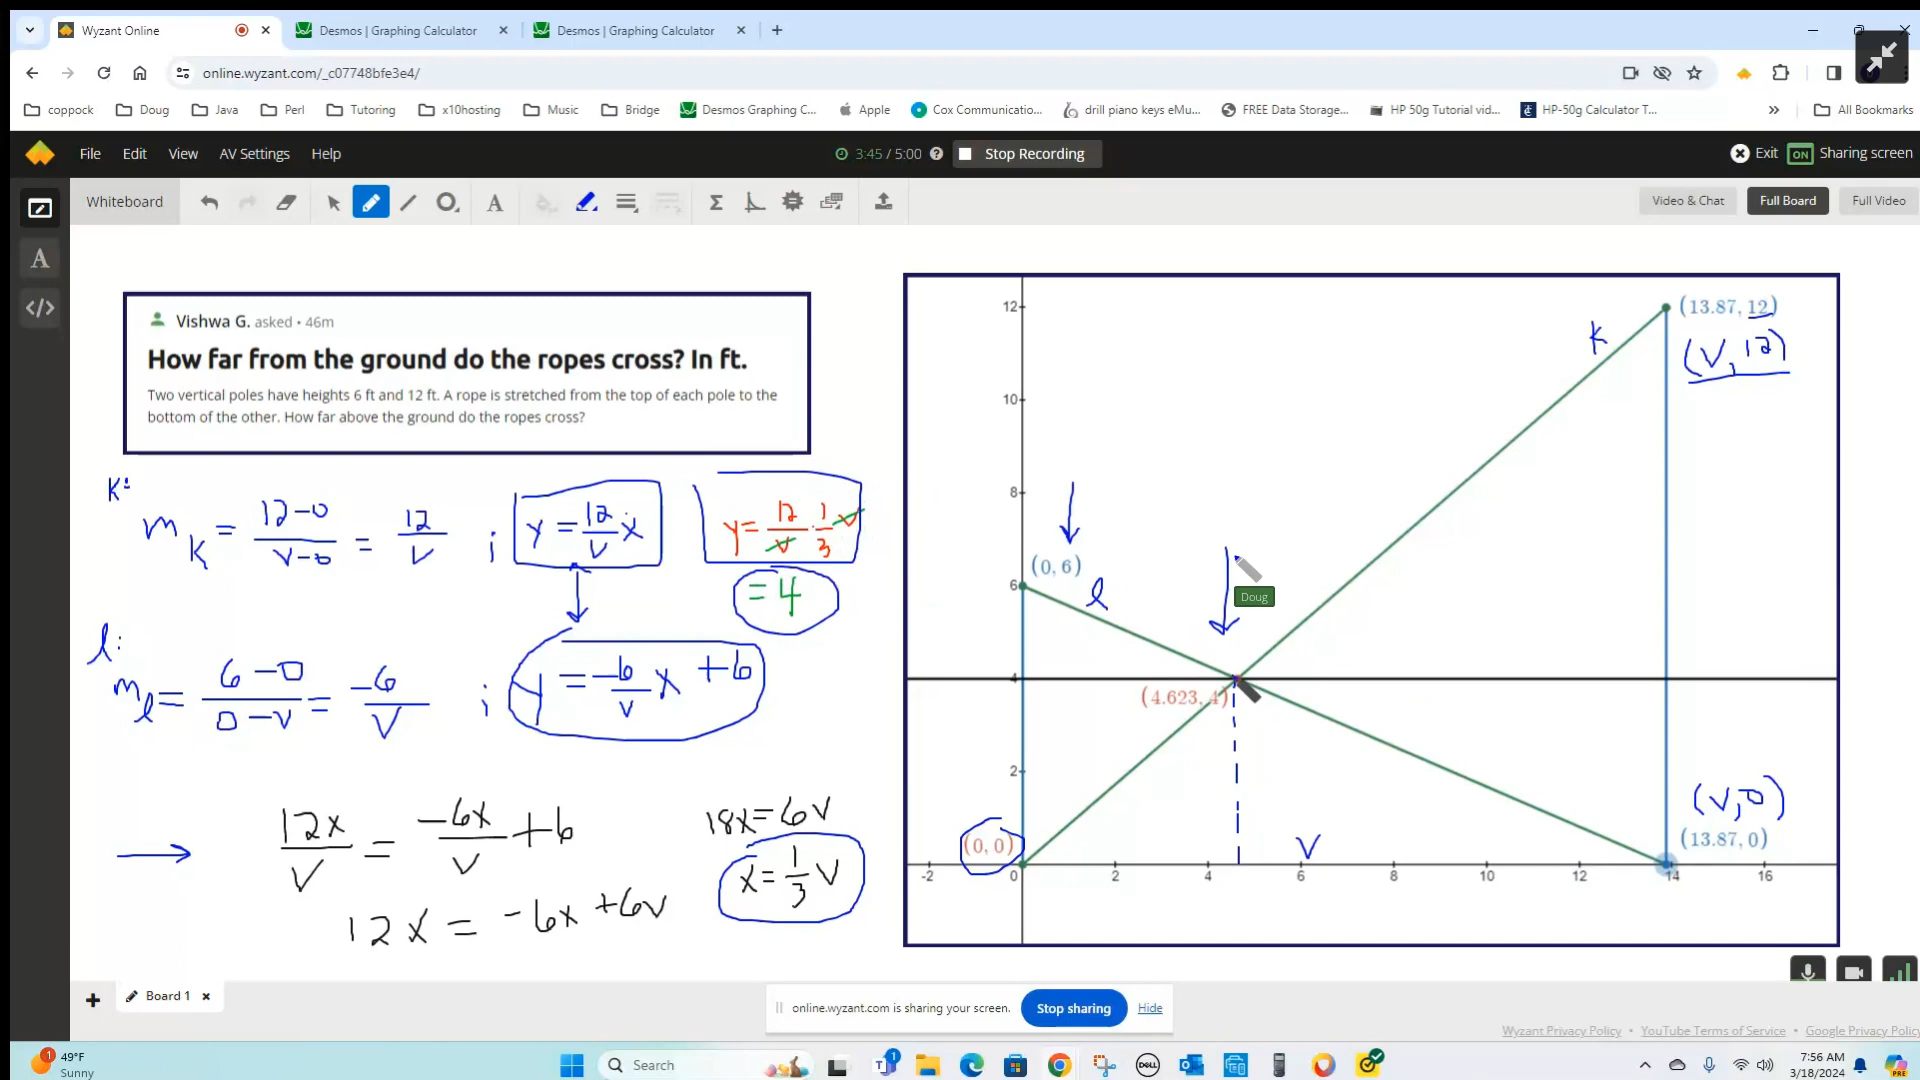 Wyzant Online
Desmos | Graphing Calculator
Desmos | Graphing Calculator
online.wyzant.com/_c07748bfe3e4/
coppock
Doug
Java
Perl
Tutoring
x10hosting
Music
Bridge
Desmos Graphing C...
Apple
Cox Communicatio...
drill piano keys eMu...
FREE Data Storage...
HP 50g Tutorial vid...
HP-50g Calculator T...
»
All Bookmarks
File Edit View AV Settings Help
3:45 / 5:00
Stop Recording
Exit
ON Sharing screen
Whiteboard
A
Σ
Video & Chat
Full Board
Full Video
A
</>
Vishwa G. asked • 46m
How far from the ground do the ropes cross? In ft.
Two vertical poles have heights 6 ft and 12 ft. A rope is stretched from the top of each pole to the
bottom of the other. How far above the ground do the ropes cross?
K:
m_K = (12-0)/(V-0) = 12/V ; y = 12/V x
y = 12/V · 1/3 V
= 4
l:
m_l = (6-0)/(0-V) = -6/V ; y = -6/V x + 6
12x/V = -6x/V + 6
12x = -6x + 6V
18x = 6V
x = 1/3 V
12
10
8
6
4
2
-2 0 2 4 6 8 10 12 14 16
(13.87, 12)
(V, 12)
K
(0, 6)
l
Doug
(4.623, 4)
(0, 0)
V
(V, 0)
(13.87, 0)
Board 1
online.wyzant.com is sharing your screen.
Stop sharing
Hide
Wyzant Privacy Policy • YouTube Terms of Service • Google Privacy Policy
1
49°F
Sunny
Search
1
DELL
7:56 AM
3/18/2024
PRE